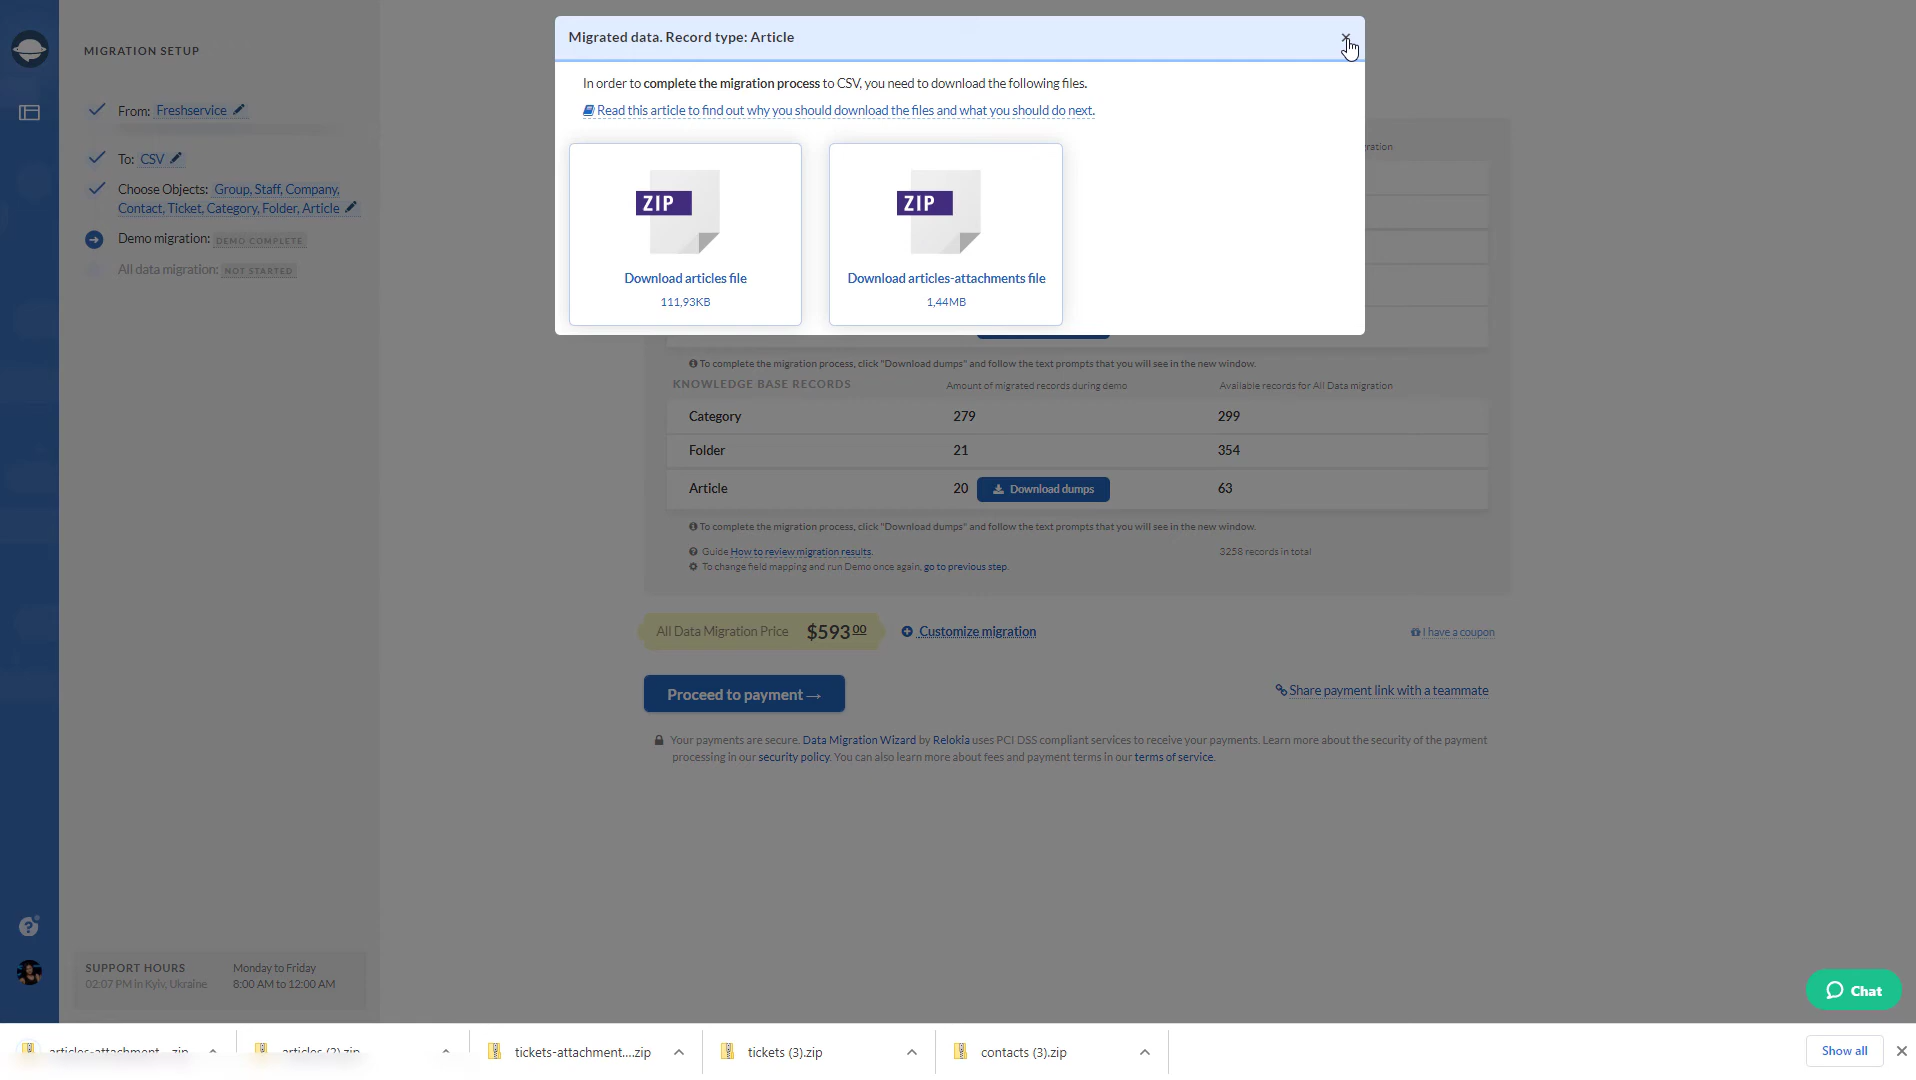 MIGRATION SETUP
From: Freshservice
To: CSV
Choose Objects: Group, Staff, Company,
Contact, Ticket, Category, Folder, Article
Demo migration: DEMO COMPLETE
All data migration: NOT STARTED
SUPPORT HOURS
02:07 PM in Kyiv, Ukraine
Monday to Friday
8:00 AM to 12:00 AM
Migrated data. Record type: Article
×
In order to complete the migration process to CSV, you need to download the following files.
Read this article to find out why you should download the files and what you should do next.
ZIP
Download articles file
111,93KB
ZIP
Download articles-attachments file
1,44MB
To complete the migration process, click "Download dumps" and follow the text prompts that you will see in the new window.
KNOWLEDGE BASE RECORDS Amount of migrated records during demo Available records for All Data migration
Category 279 299
Folder 21 354
Article 20 Download dumps 63
To complete the migration process, click "Download dumps" and follow the text prompts that you will see in the new window.
Guide How to review migration results. 3258 records in total
To change field mapping and run Demo once again, go to previous step.
All Data Migration Price $593 00 Customize migration I have a coupon
Proceed to payment → Share payment link with a teammate
Your payments are secure. Data Migration Wizard by Relokia uses PCI DSS compliant services to receive your payments. Learn more about the security of the payment
processing in our security policy. You can also learn more about fees and payment terms in our terms of service.
Chat
articles-attachment....zip articles (2).zip tickets-attachment....zip tickets (3).zip contacts (3).zip Show all